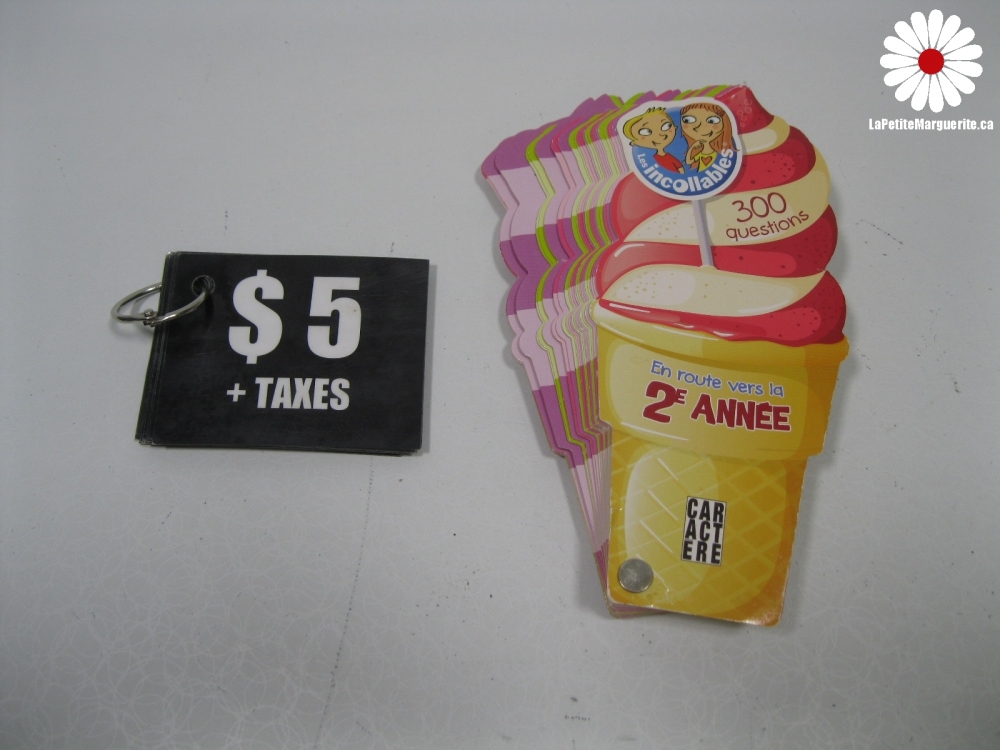 LaPetiteMarguerite.ca
$ 5
+ TAXES
Les
incollables
300
questions
En route vers la
2E ANNÉE
CAR
ACT
ERE